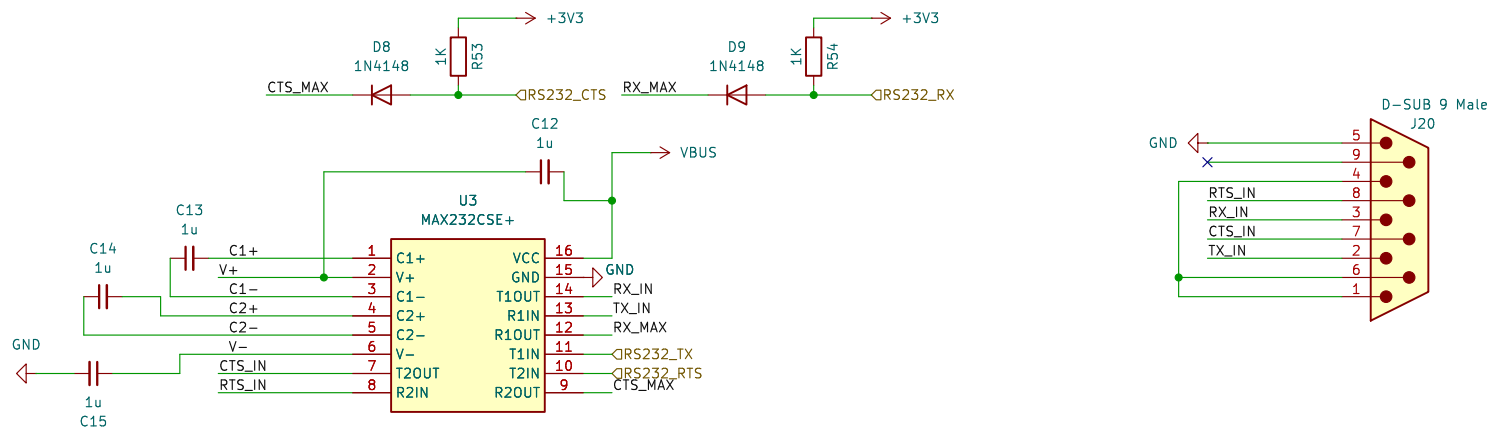 +3V3
+3V3
D8
1N4148
1K
R53
D9
1N4148
1K
R54
CTS_MAX
RS232_CTS
RX_MAX
RS232_RX
D-SUB 9 Male
J20
C12
1u
VBUS
GND
5
9
4
8
3
7
2
6
1
RTS_IN
RX_IN
CTS_IN
TX_IN
U3
MAX232CSE+
C13
1u
C14
1u
C1+
V+
C1-
C2+
C2-
V-
CTS_IN
RTS_IN
1
2
3
4
5
6
7
8
C1+
V+
C1-
C2+
C2-
V-
T2OUT
R2IN
VCC
GND
T1OUT
R1IN
R1OUT
T1IN
T2IN
R2OUT
16
15
14
13
12
11
10
9
GND
RX_IN
TX_IN
RX_MAX
RS232_TX
RS232_RTS
CTS_MAX
GND
1u
C15